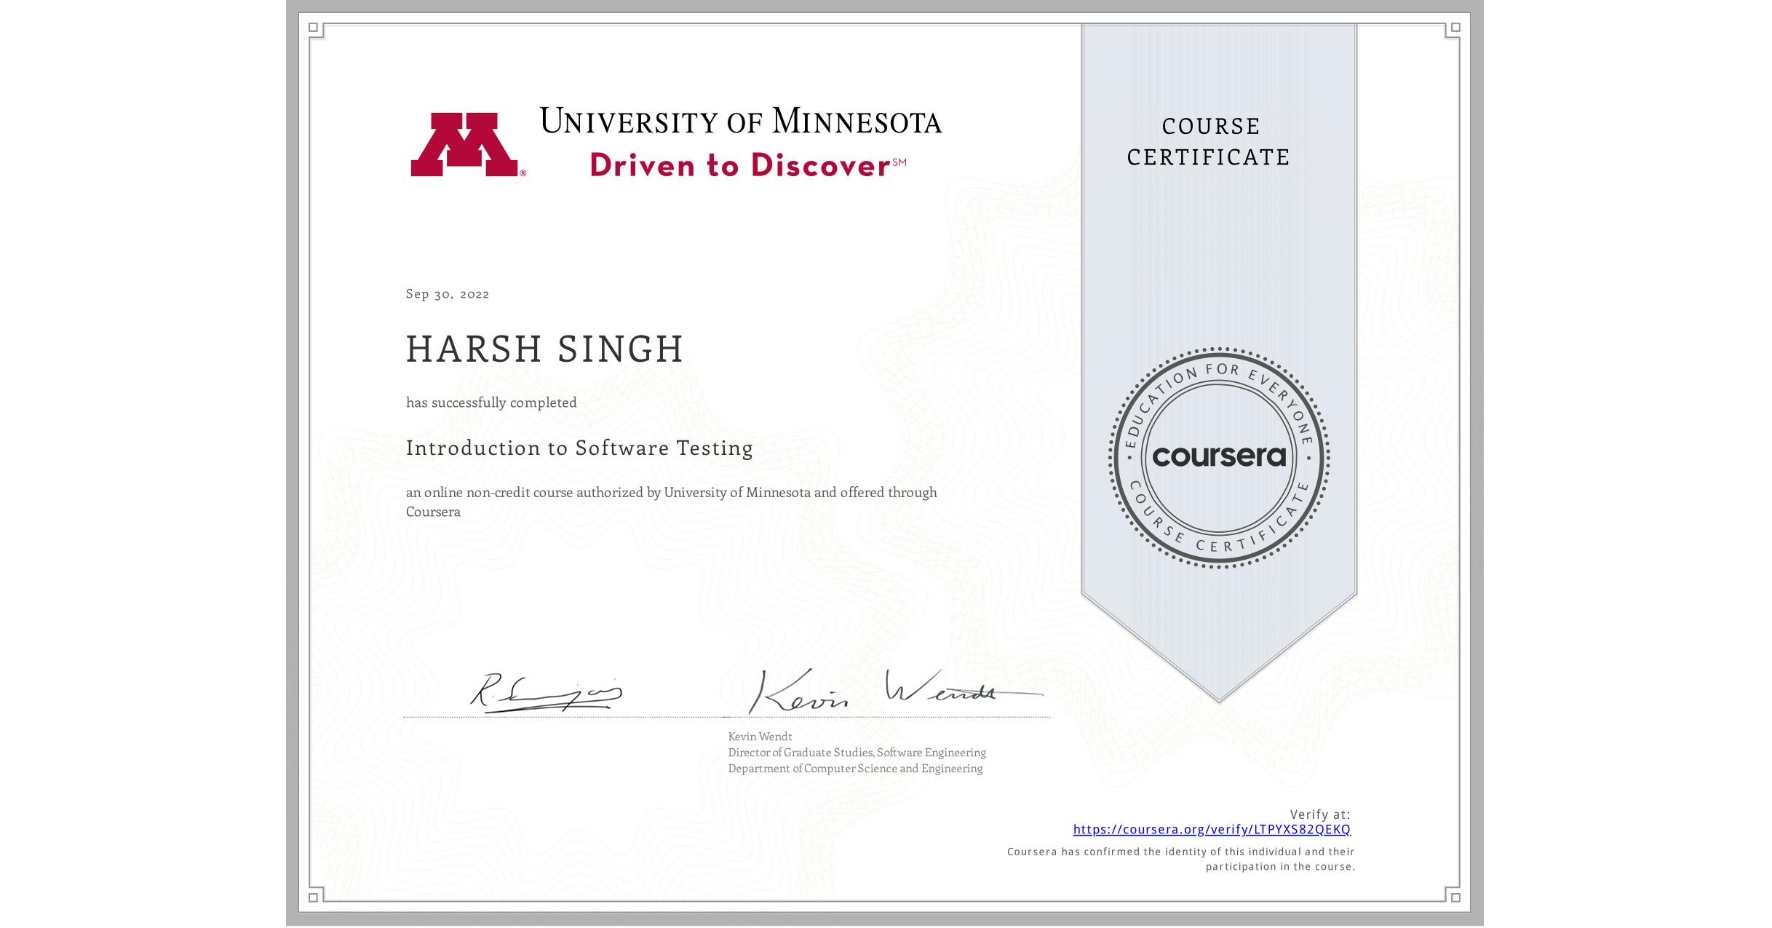 UNIVERSITY OF MINNESOTA
Driven to Discover℠
COURSE
CERTIFICATE
Sep 30, 2022
HARSH SINGH
has successfully completed
Introduction to Software Testing
an online non-credit course authorized by University of Minnesota and offered through
Coursera
EDUCATION FOR EVERYONE
coursera
COURSE CERTIFICATE
Kevin Wendt
Kevin Wendt
Director of Graduate Studies, Software Engineering
Department of Computer Science and Engineering
Verify at:
https://coursera.org/verify/LTPYXS82QEKQ
Coursera has confirmed the identity of this individual and their
participation in the course.